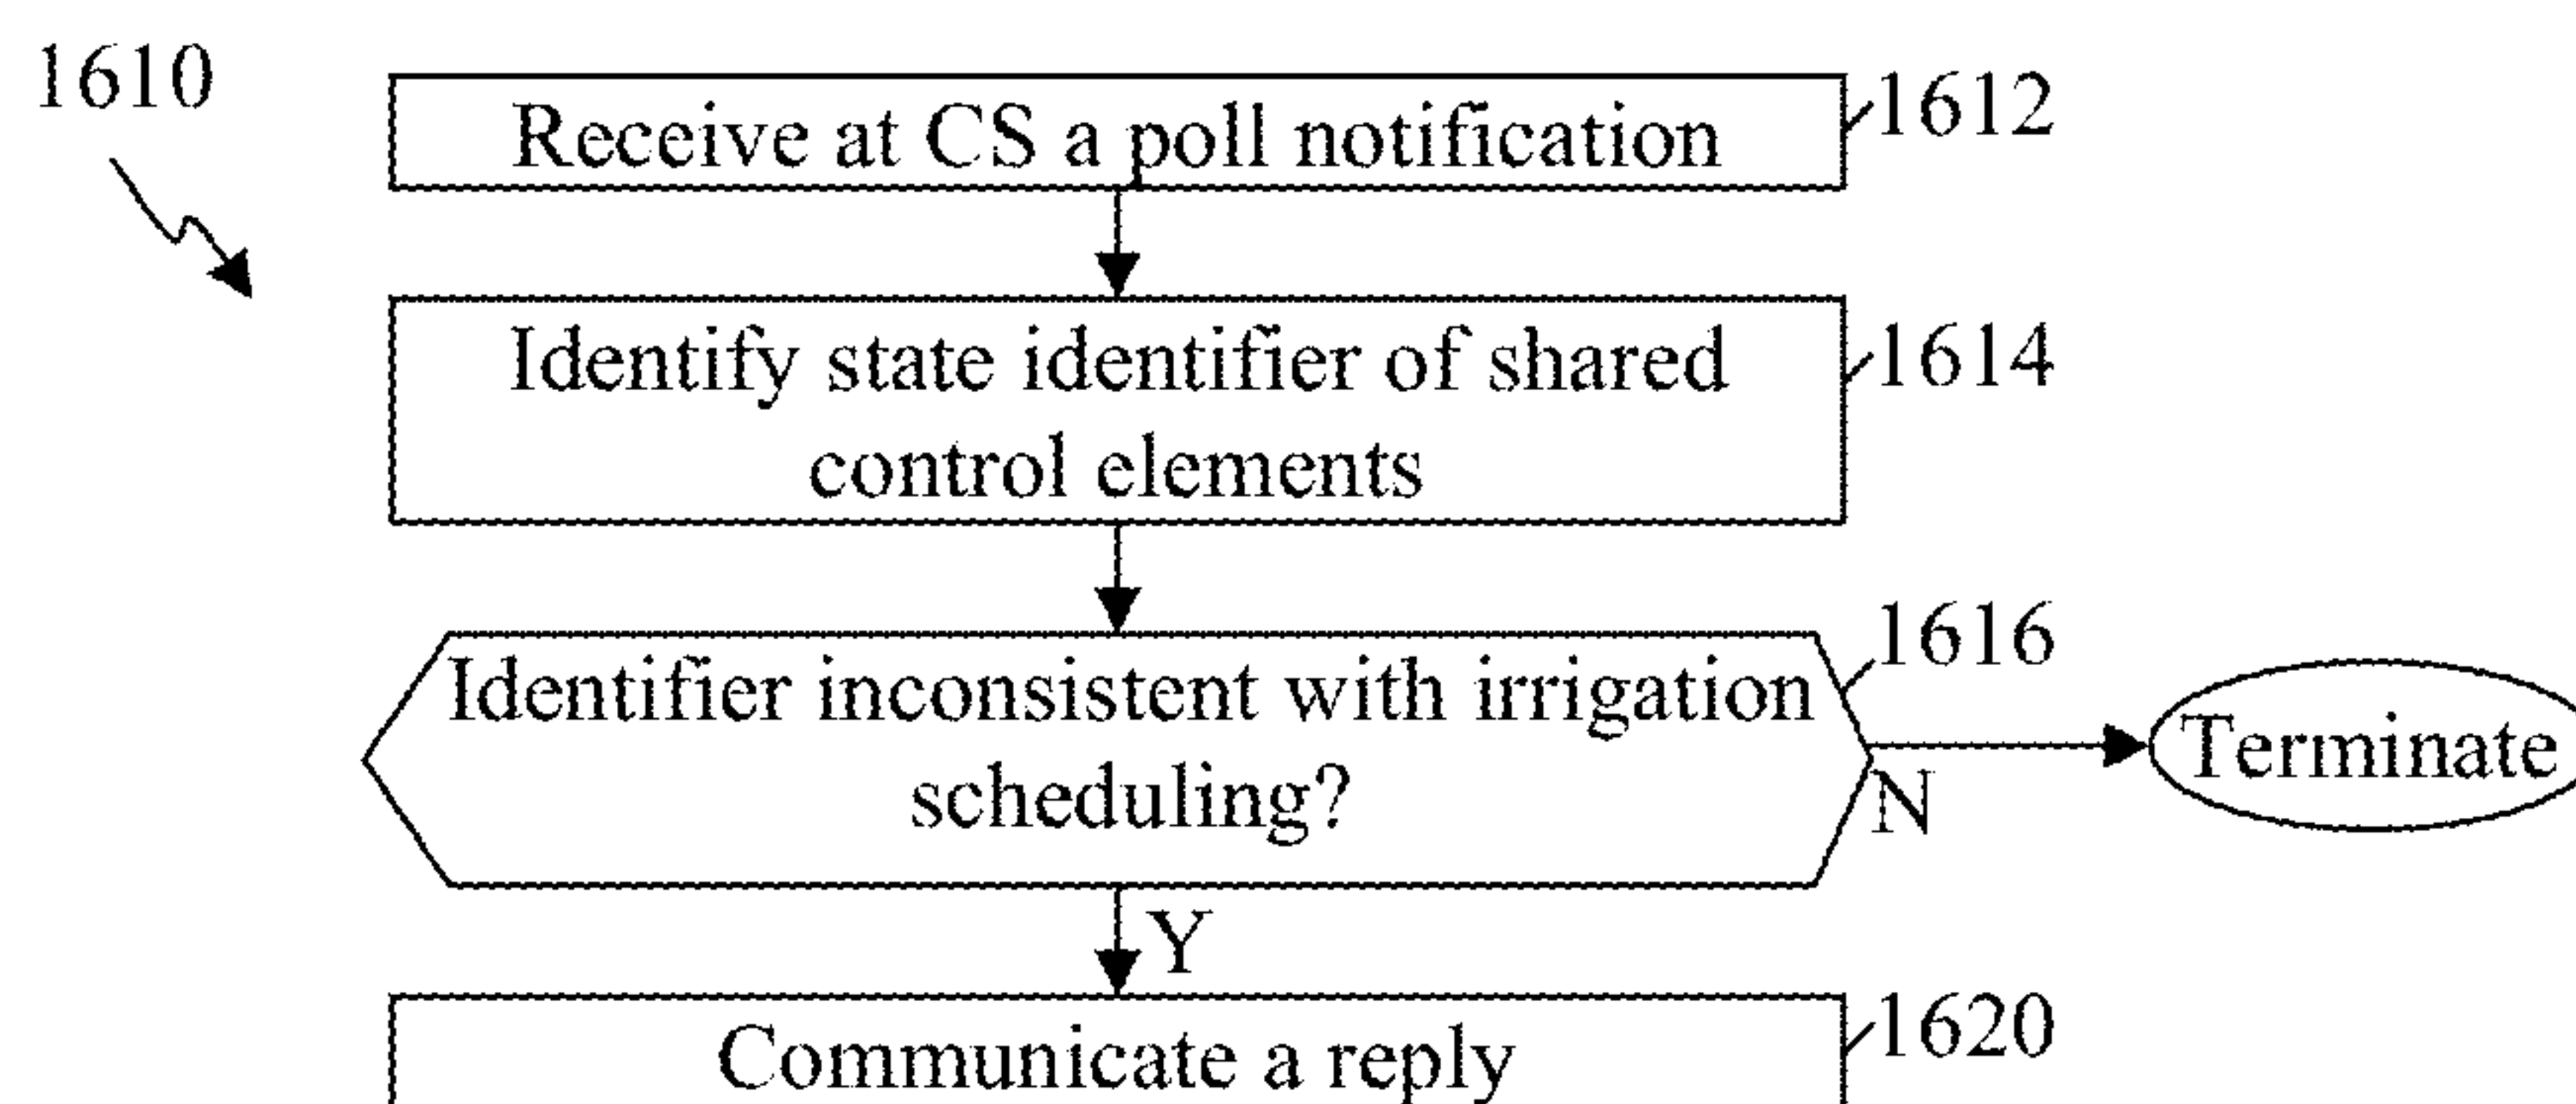 1610
Receive at CS a poll notification
1612
Identify state identifier of shared
control elements
1614
Identifier inconsistent with irrigation
scheduling?
1616
N
Terminate
Y
Communicate a reply
1620